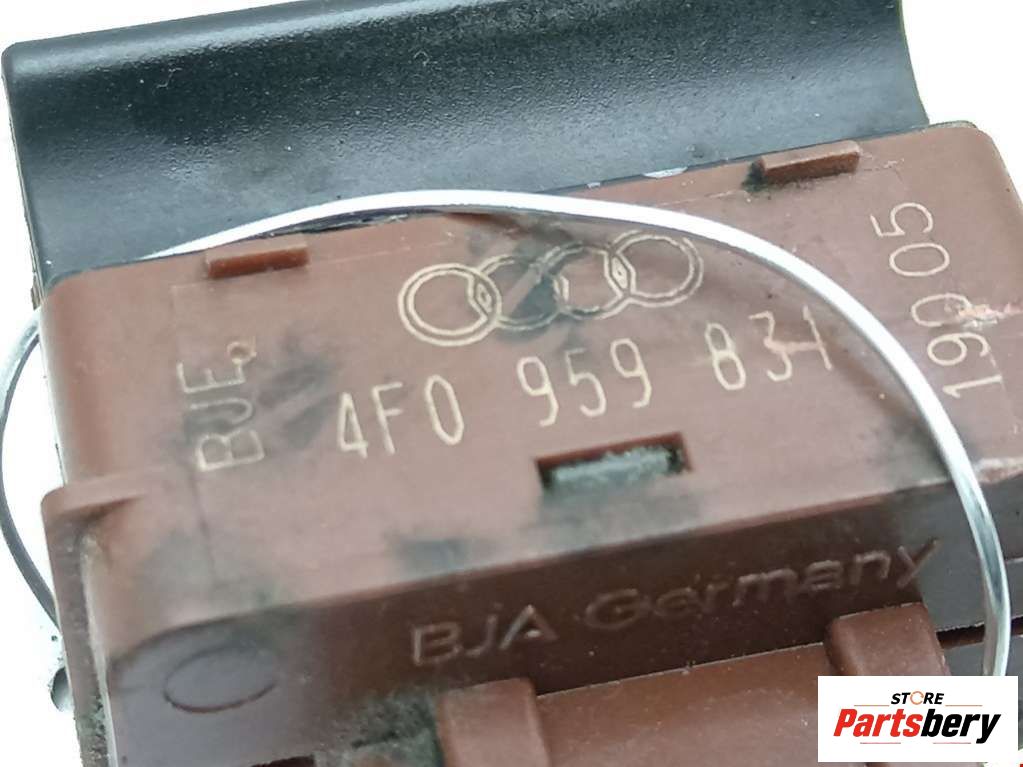 BJE
4F0 959 831
190 05
BJA Germany
STORE
Partsbery